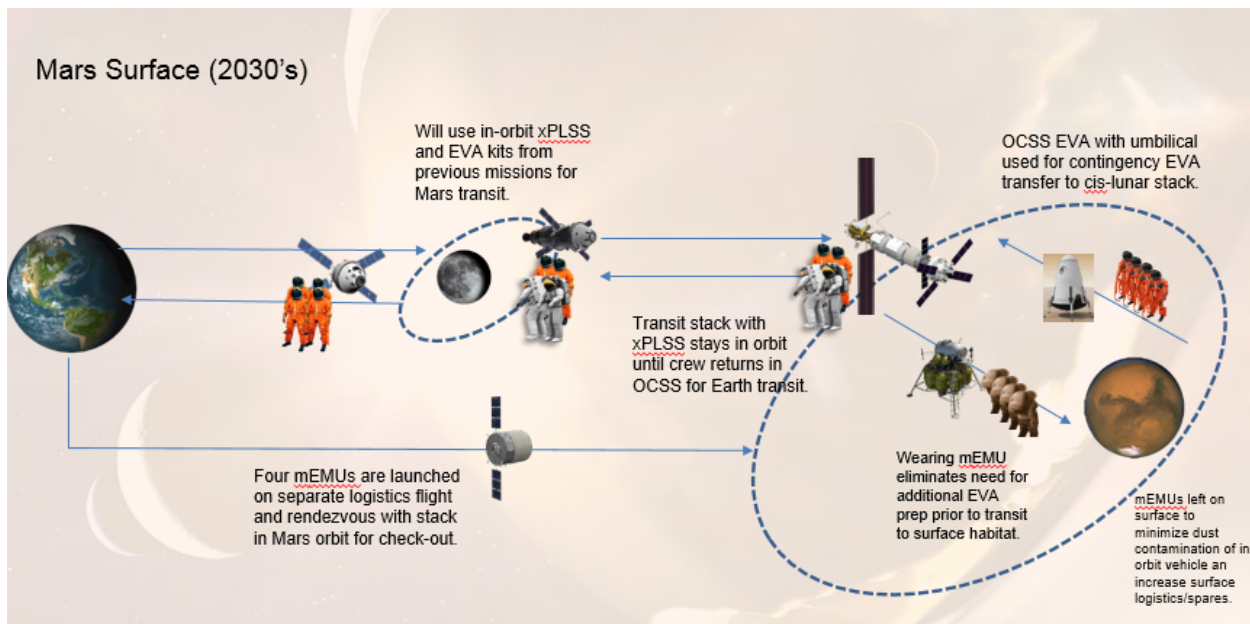 Mars Surface (2030's)
Will use in-orbit xPLSS
and EVA kits from
previous missions for
Mars transit.
OCSS EVA with umbilical
used for contingency EVA
transfer to cis-lunar stack.
Transit stack with
xPLSS stays in orbit
until crew returns in
OCSS for Earth transit.
Four mEMUs are launched
on separate logistics flight
and rendezvous with stack
in Mars orbit for check-out.
Wearing mEMU
eliminates need for
additional EVA
prep prior to transit
to surface habitat.
mEMUs left on
surface to
minimize dust
contamination of in
orbit vehicle an
increase surface
logistics/spares.